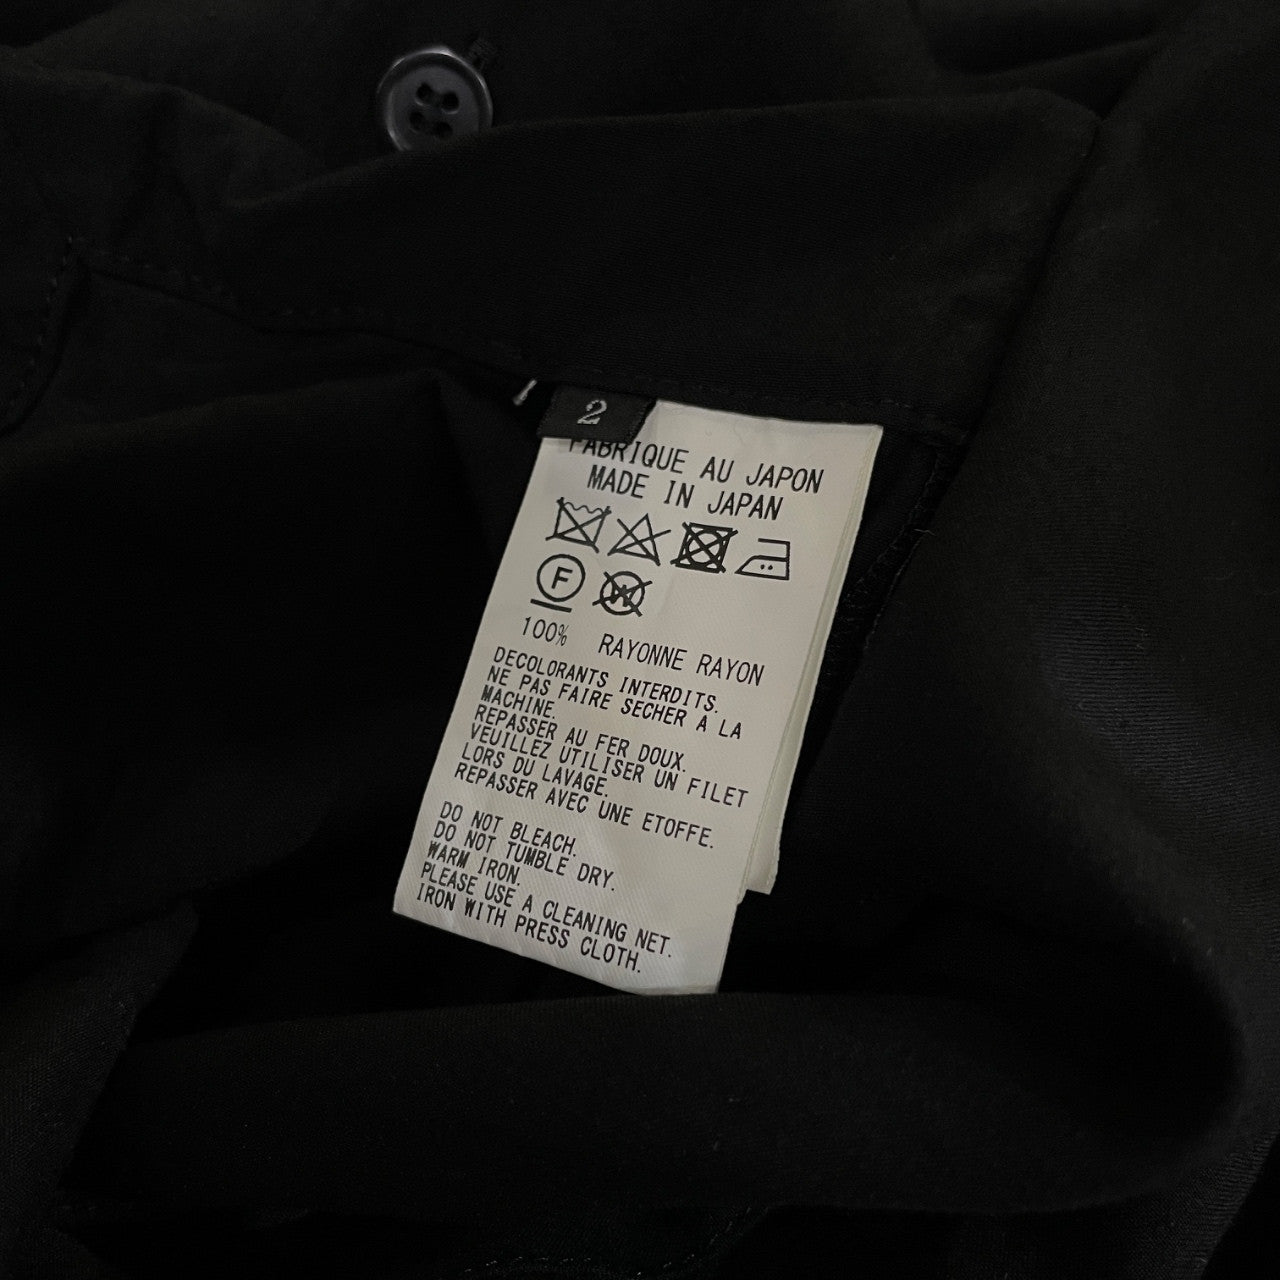 2
FABRIQUE AU JAPON
MADE IN JAPAN
F
W
100% RAYONNE RAYON
DECOLORANTS INTERDITS.
NE PAS FAIRE SECHER A LA
MACHINE.
REPASSER AU FER DOUX.
VEUILLEZ UTILISER UN FILET
LORS DU LAVAGE.
REPASSER AVEC UNE ETOFFE.
DO NOT BLEACH.
DO NOT TUMBLE DRY.
WARM IRON.
PLEASE USE A CLEANING NET.
IRON WITH PRESS CLOTH.